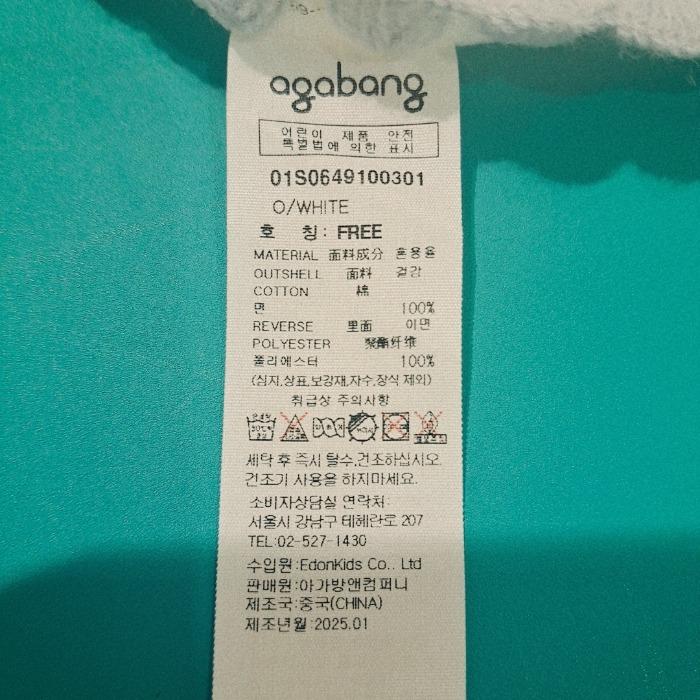 agabang
어린이 제품 안전
특별법에 의한 표시
01S0649100301
O/WHITE
호 칭: FREE
MATERIAL 面料成分 혼용율
OUTSHELL 面料 겉감
COTTON 棉
면 100%
REVERSE 里面 이면
POLYESTER 聚酯纤维
폴리에스터 100%
(심지,상표,보강재,자수,장식 제외)
취급상 주의사항
세탁 후 즉시 탈수,건조하십시오.
건조기 사용을 하지마세요.
소비자상담실 연락처:
서울시 강남구 테헤란로 207
TEL:02-527-1430
수입원:EdonKids Co., Ltd
판매원:아가방앤컴퍼니
제조국:중국(CHINA)
제조년월:2025.01